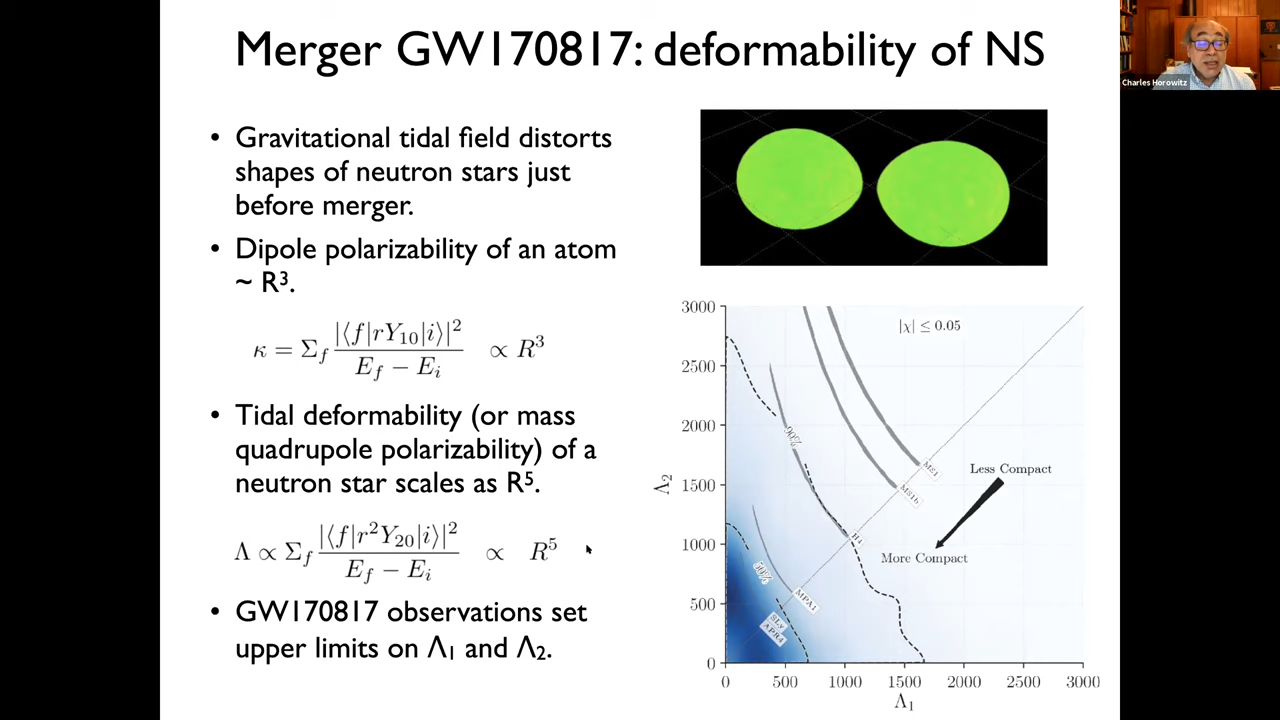 Merger GW170817: deformability of NS
Charles Horowitz
• Gravitational tidal field distorts
shapes of neutron stars just
before merger.
• Dipole polarizability of an atom
~ R³.
κ = Σ_f |⟨f|rY₁₀|i⟩|² / (E_f − E_i) ∝ R³
• Tidal deformability (or mass
quadrupole polarizability) of a
neutron star scales as R⁵.
Λ ∝ Σ_f |⟨f|r²Y₂₀|i⟩|² / (E_f − E_i) ∝ R⁵
• GW170817 observations set
upper limits on Λ₁ and Λ₂.
|χ| ≤ 0.05
3000
2500
2000
1500
1000
500
0
Λ₂
90%
50%
MS1
MS1b
H4
MPA1
SLy
APR4
Less Compact
More Compact
0 500 1000 1500 2000 2500 3000
Λ₁